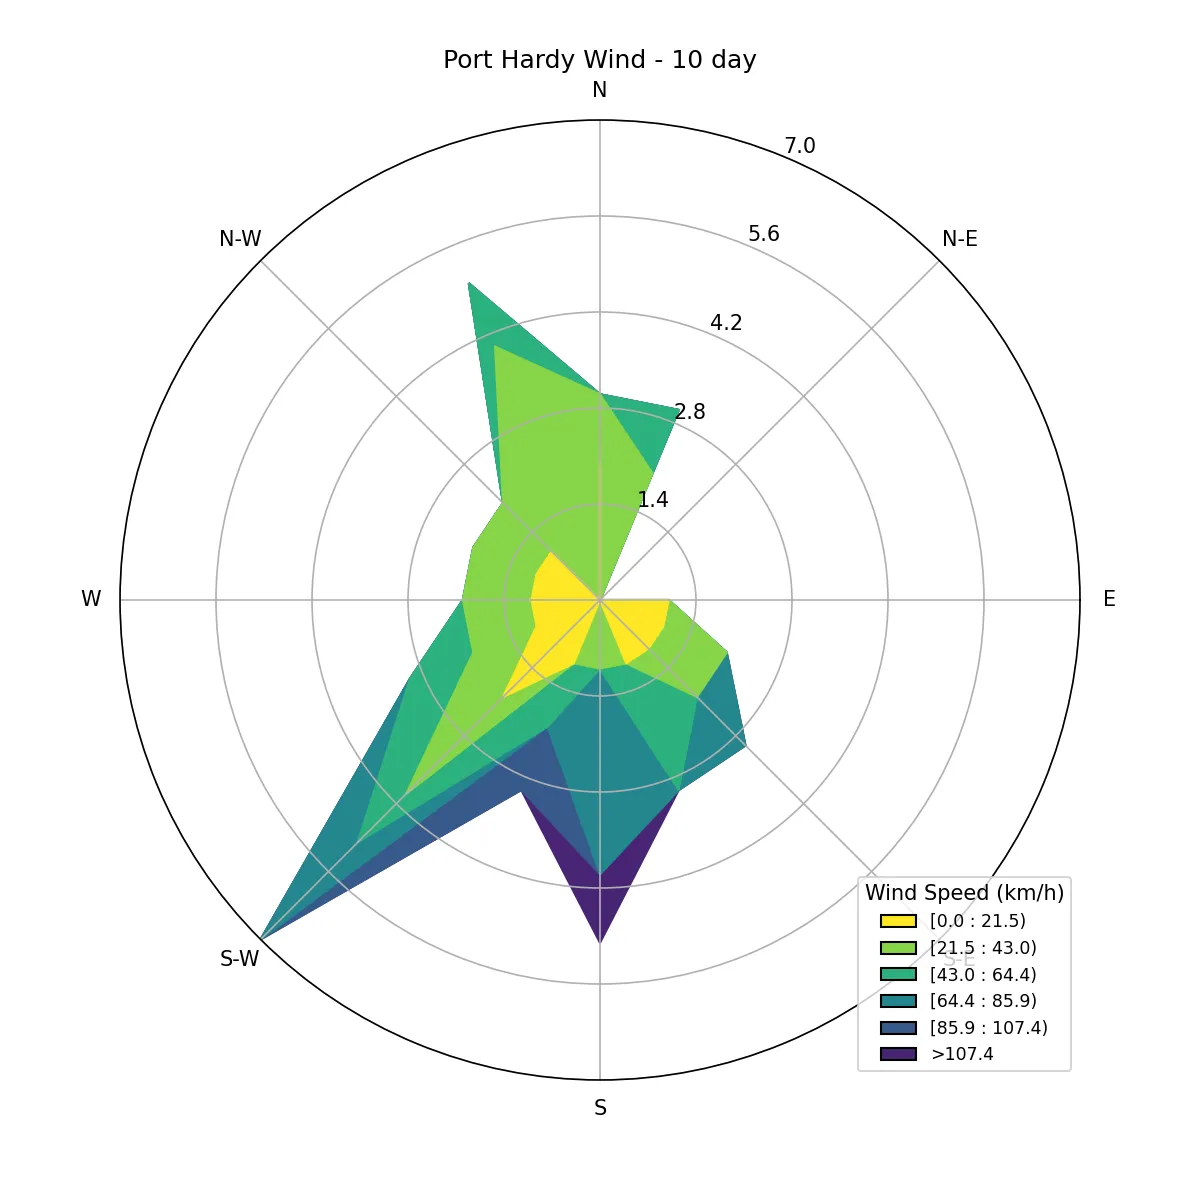 Port Hardy Wind - 10 day
N
7.0
N-W
5.6
N-E
4.2
2.8
1.4
W
E
S-W
S-E
S
Wind Speed (km/h)
[0.0 : 21.5)
[21.5 : 43.0)
[43.0 : 64.4)
[64.4 : 85.9)
[85.9 : 107.4)
>107.4